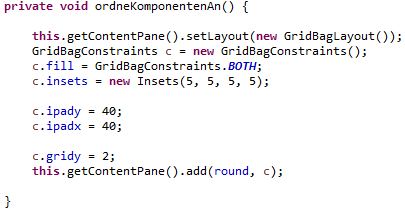 private void ordneKomponentenAn() {
this.getContentPane().setLayout(new GridBagLayout());
GridBagConstraints c = new GridBagConstraints();
c.fill = GridBagConstraints.BOTH;
c.insets = new Insets(5, 5, 5, 5);
c.ipady = 40;
c.ipadx = 40;
c.gridy = 2;
this.getContentPane().add(round, c);
}